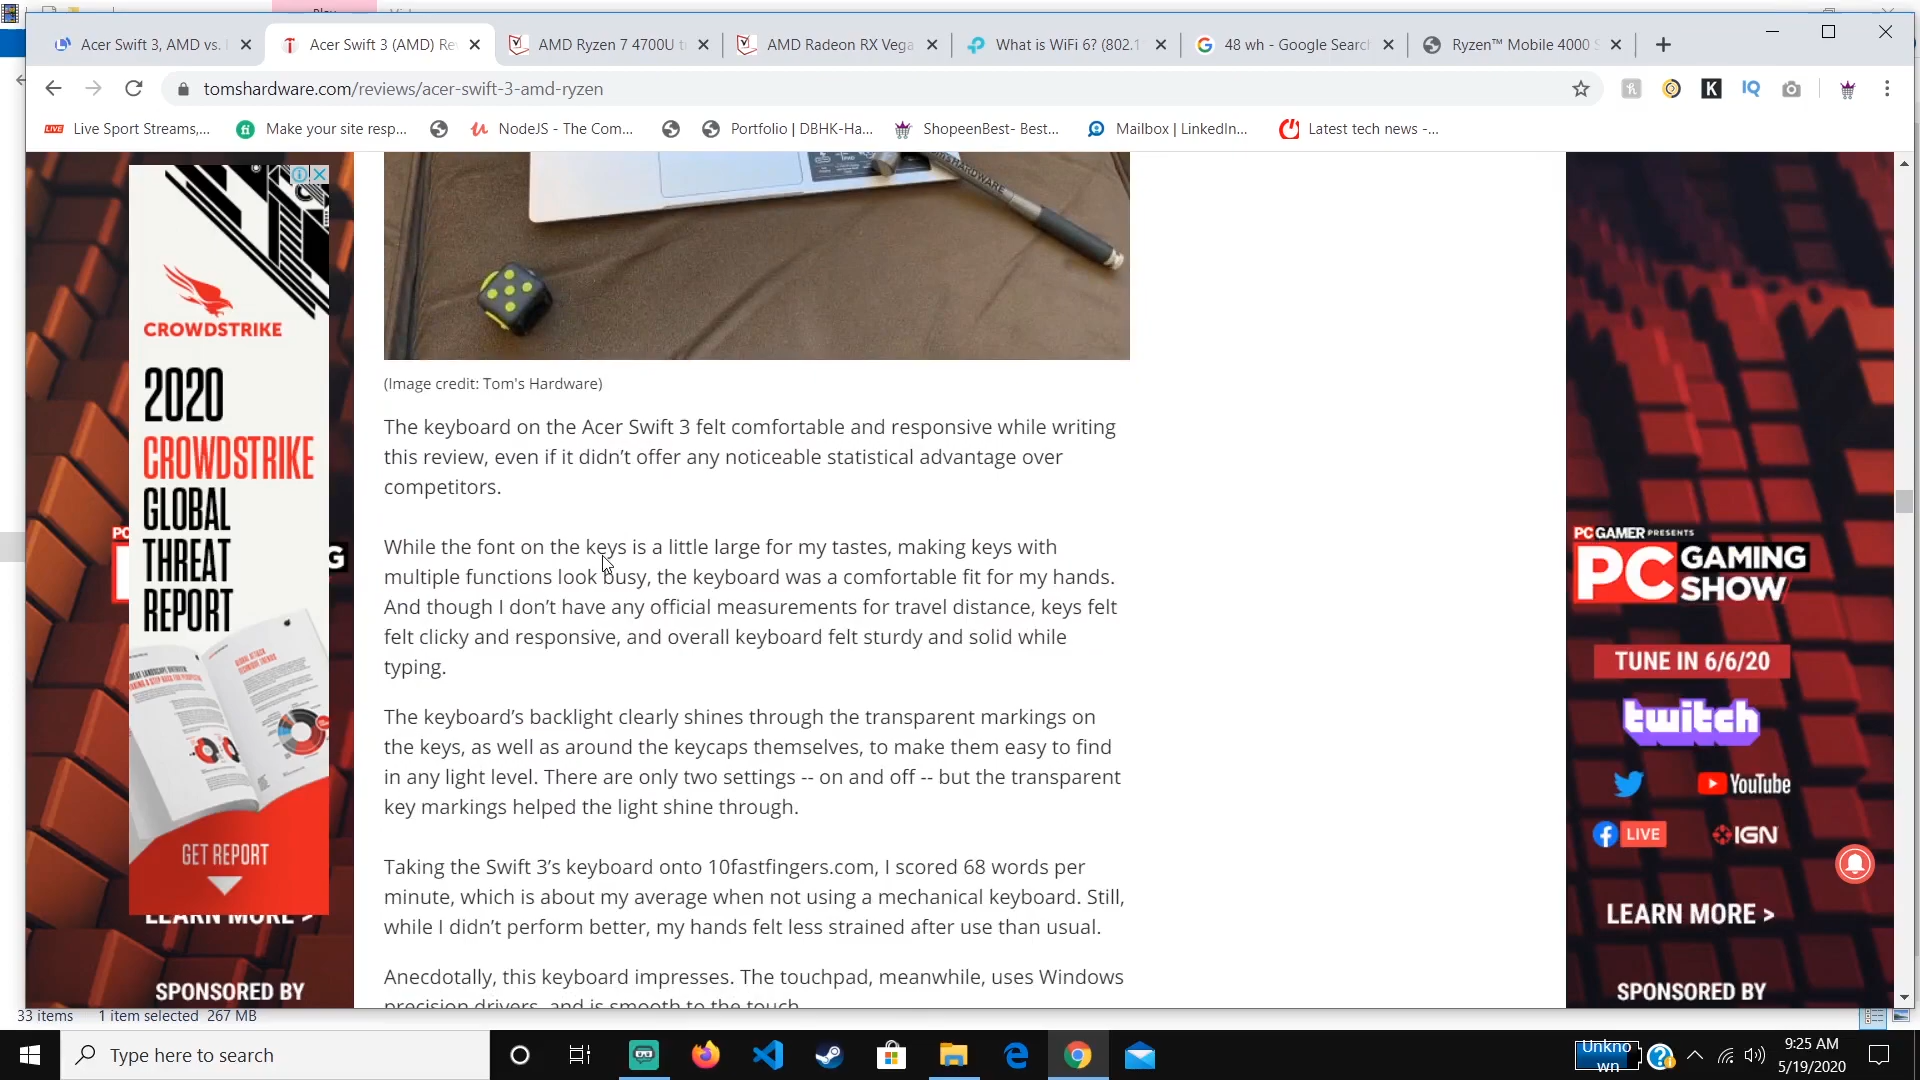 Acer Swift 3, AMD vs.
Acer Swift 3 (AMD) Re
AMD Ryzen 7 4700U t
AMD Radeon RX Vega
What is WiFi 6? (802.1
48 wh - Google Searc
Ryzen™ Mobile 4000 S
tomshardware.com/reviews/acer-swift-3-amd-ryzen
K
IQ
LIVE
Live Sport Streams,...
Make your site resp...
NodeJS - The Com...
Portfolio | DBHK-Ha...
ShopeenBest- Best...
Mailbox | LinkedIn...
Latest tech news -...
CROWDSTRIKE
2020
CROWDSTRIKE
GLOBAL
THREAT
REPORT
GET REPORT
LEARN MORE >
SPONSORED BY
HARDWARE
(Image credit: Tom's Hardware)
The keyboard on the Acer Swift 3 felt comfortable and responsive while writing
this review, even if it didn’t offer any noticeable statistical advantage over
competitors.
While the font on the keys is a little large for my tastes, making keys with
multiple functions look busy, the keyboard was a comfortable fit for my hands.
And though I don’t have any official measurements for travel distance, keys felt
felt clicky and responsive, and overall keyboard felt sturdy and solid while
typing.
The keyboard’s backlight clearly shines through the transparent markings on
the keys, as well as around the keycaps themselves, to make them easy to find
in any light level. There are only two settings -- on and off -- but the transparent
key markings helped the light shine through.
Taking the Swift 3’s keyboard onto 10fastfingers.com, I scored 68 words per
minute, which is about my average when not using a mechanical keyboard. Still,
while I didn’t perform better, my hands felt less strained after use than usual.
Anecdotally, this keyboard impresses. The touchpad, meanwhile, uses Windows
precision drivers, and is smooth to the touch.
PC GAMER PRESENTS
PC GAMING
SHOW
TUNE IN 6/6/20
twitch
YouTube
LIVE
IGN
LEARN MORE >
SPONSORED BY
33 items
1 item selected 267 MB
Type here to search
Unkno
wn
9:25 AM
5/19/2020